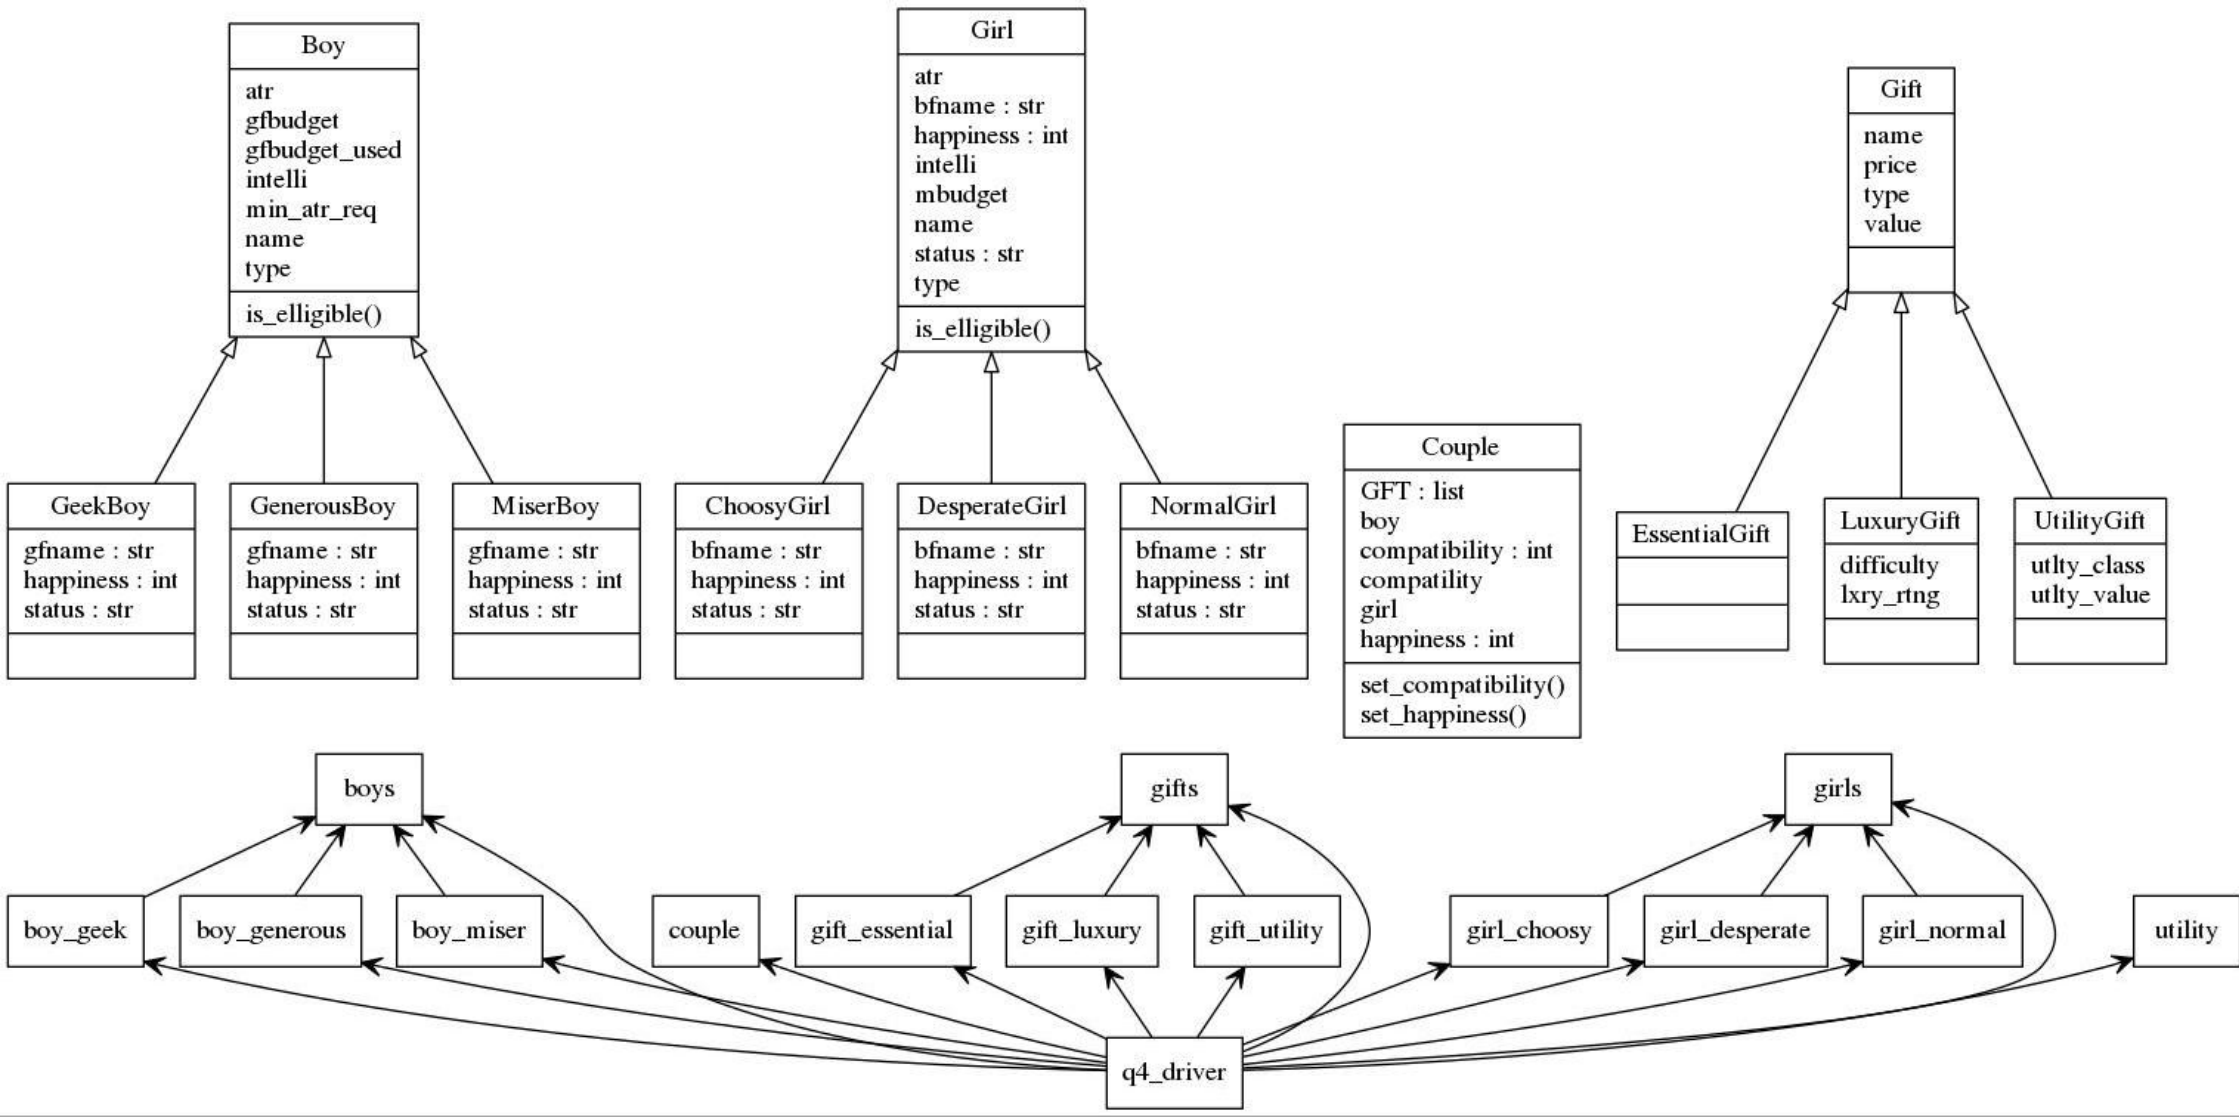 Boy
atr
gfbudget
gfbudget_used
intelli
min_atr_req
name
type
is_elligible()
Girl
atr
bfname : str
happiness : int
intelli
mbudget
name
status : str
type
is_elligible()
Gift
name
price
type
value
GeekBoy
gfname : str
happiness : int
status : str
GenerousBoy
gfname : str
happiness : int
status : str
MiserBoy
gfname : str
happiness : int
status : str
ChoosyGirl
bfname : str
happiness : int
status : str
DesperateGirl
bfname : str
happiness : int
status : str
NormalGirl
bfname : str
happiness : int
status : str
Couple
GFT : list
boy
compatibility : int
compatility
girl
happiness : int
set_compatibility()
set_happiness()
EssentialGift
LuxuryGift
difficulty
lxry_rtng
UtilityGift
utlty_class
utlty_value
boys
gifts
girls
boy_geek
boy_generous
boy_miser
couple
gift_essential
gift_luxury
gift_utility
girl_choosy
girl_desperate
girl_normal
utility
q4_driver